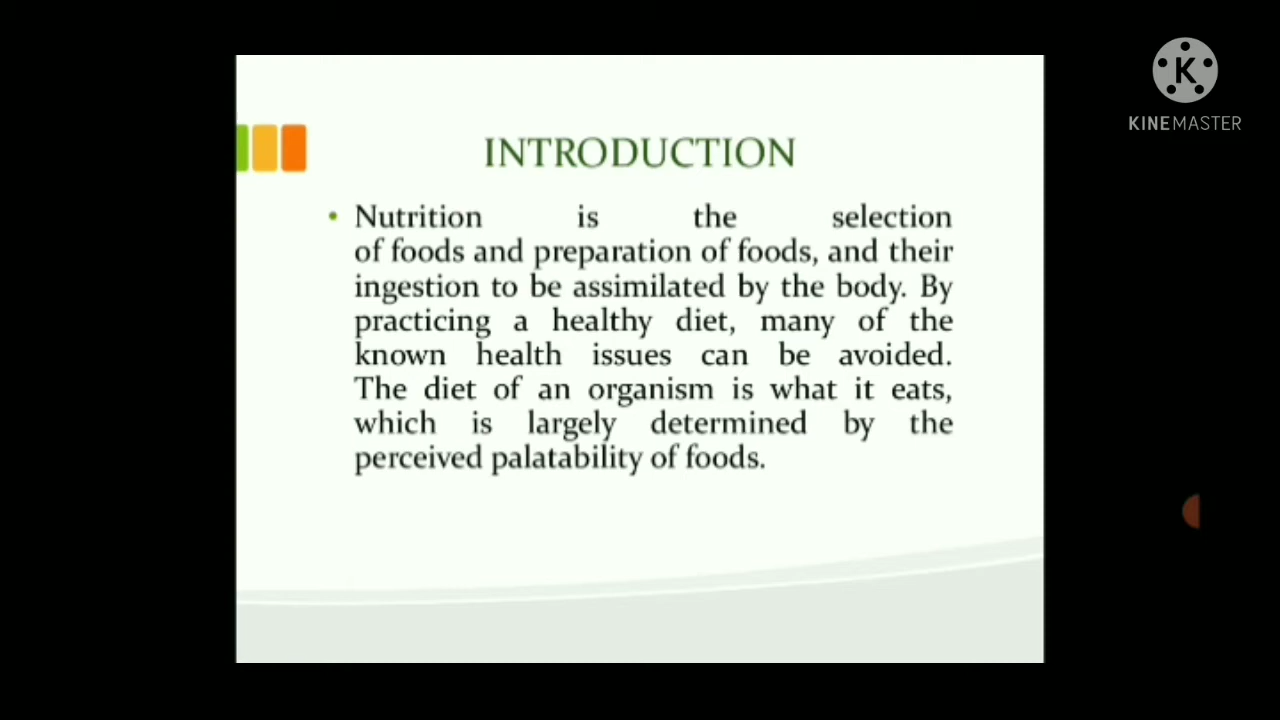 KINEMASTER
INTRODUCTION
• Nutrition is the selection
of foods and preparation of foods, and their
ingestion to be assimilated by the body. By
practicing a healthy diet, many of the
known health issues can be avoided.
The diet of an organism is what it eats,
which is largely determined by the
perceived palatability of foods.